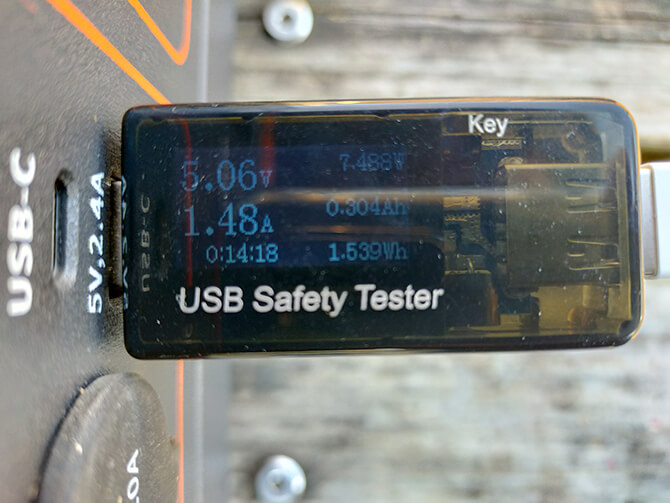 USB-C
5V,2.4A
Key
5.06V 7.488W
1.48A 0.304Ah
0:14:18 1.539Wh
USB Safety Tester